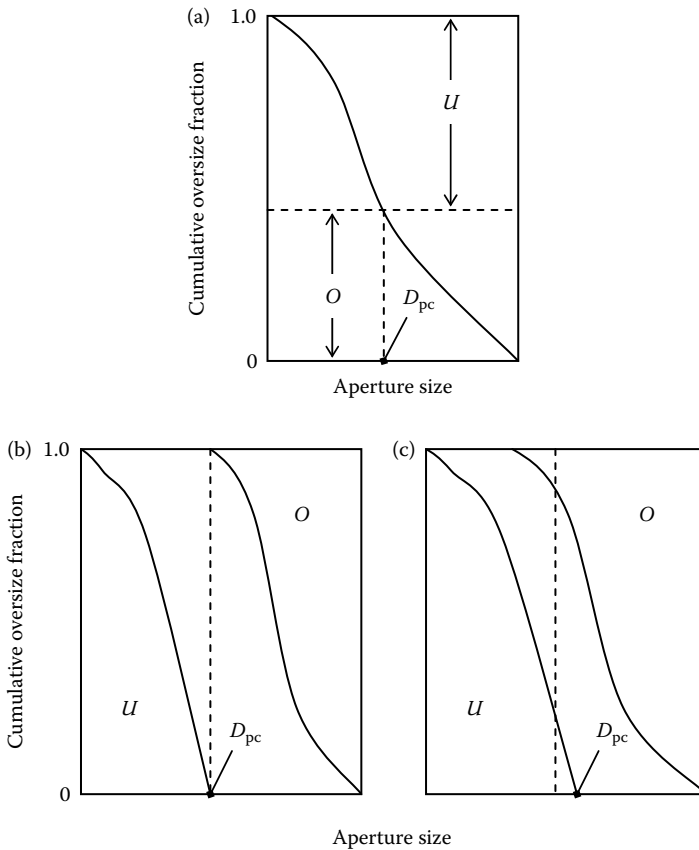 (a)
1.0
Cumulative oversize fraction
U
O
D_pc
0
Aperture size
(b)
1.0
Cumulative oversize fraction
O
U
D_pc
0
(c)
O
U
D_pc
Aperture size